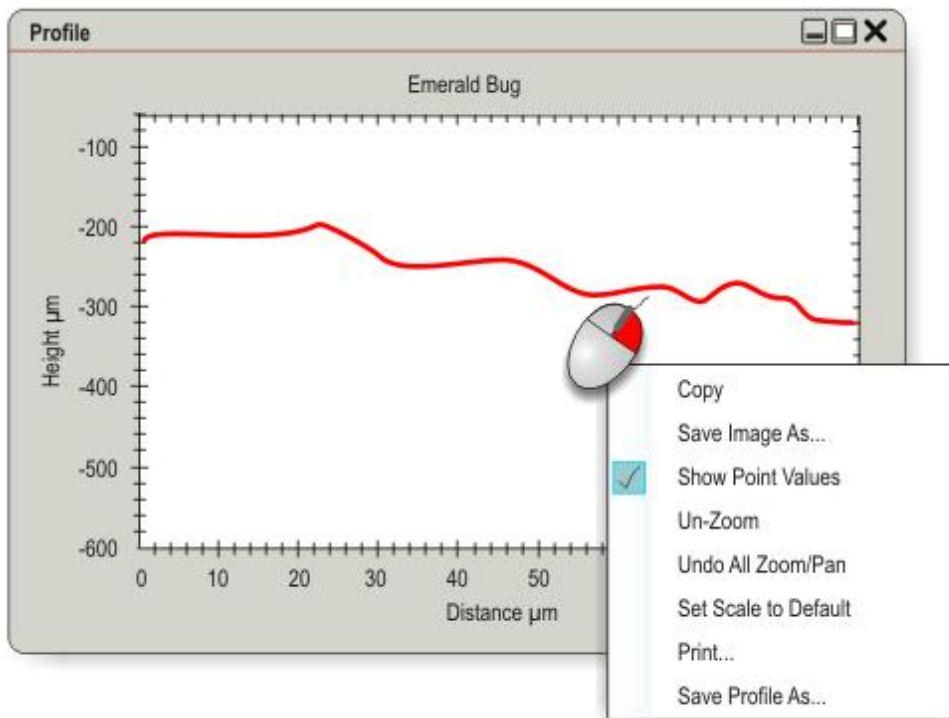 Profile
Emerald Bug
-100
-200
-300
-400
-500
-600
Height µm
0 10 20 30 40 50
Distance µm
Copy
Save Image As...
Show Point Values
Un-Zoom
Undo All Zoom/Pan
Set Scale to Default
Print...
Save Profile As...